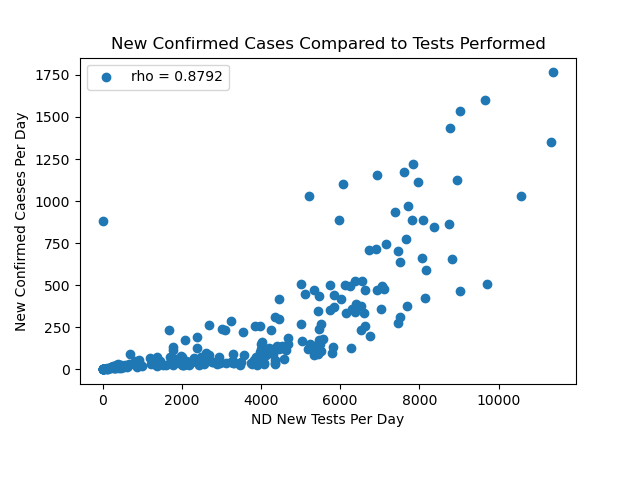 New Confirmed Cases Compared to Tests Performed
rho = 0.8792
New Confirmed Caeses Per Day
1750
1500
1250
1000
750
500
250
0
0 2000 4000 6000 8000 10000
ND New Tests Per Day